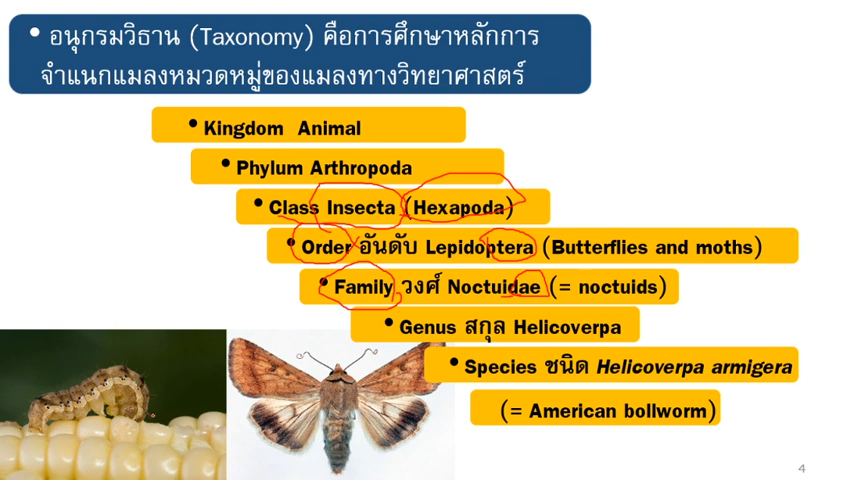 • อนุกรมวิธาน (Taxonomy) คือการศึกษาหลักการ
จำแนกแมลงหมวดหมู่ของแมลงทางวิทยาศาสตร์
• Kingdom Animal
• Phylum Arthropoda
• Class Insecta (Hexapoda)
• Order อันดับ Lepidoptera (Butterflies and moths)
• Family วงศ์ Noctuidae (= noctuids)
• Genus สกุล Helicoverpa
• Species ชนิด Helicoverpa armigera
(= American bollworm)
4